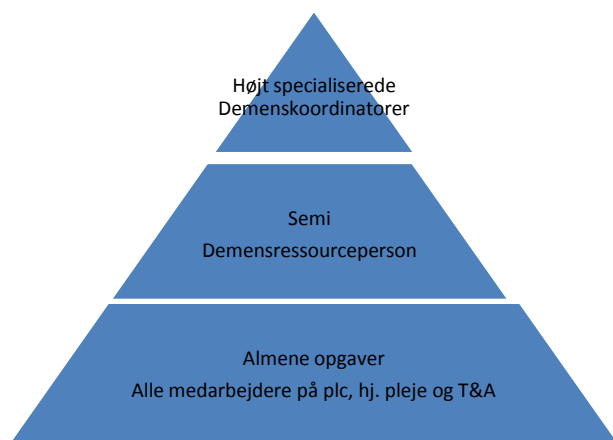 Højt specialiserede
Demenskoordinatorer
Semi
Demensressourceperson
Almene opgaver
Alle medarbejdere på plc, hj. pleje og T&A